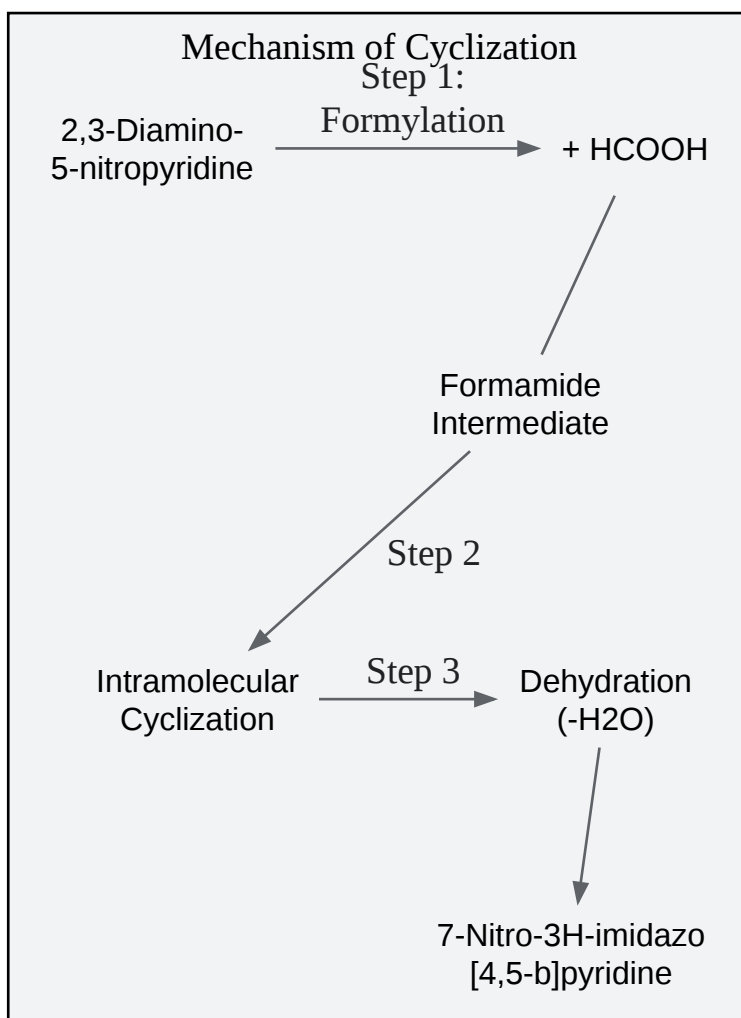 Mechanism of Cyclization
Step 1:
Formylation
2,3-Diamino-
5-nitropyridine
+ HCOOH
Formamide
Intermediate
Step 2
Intramolecular
Cyclization
Step 3
Dehydration
(-H2O)
7-Nitro-3H-imidazo
[4,5-b]pyridine